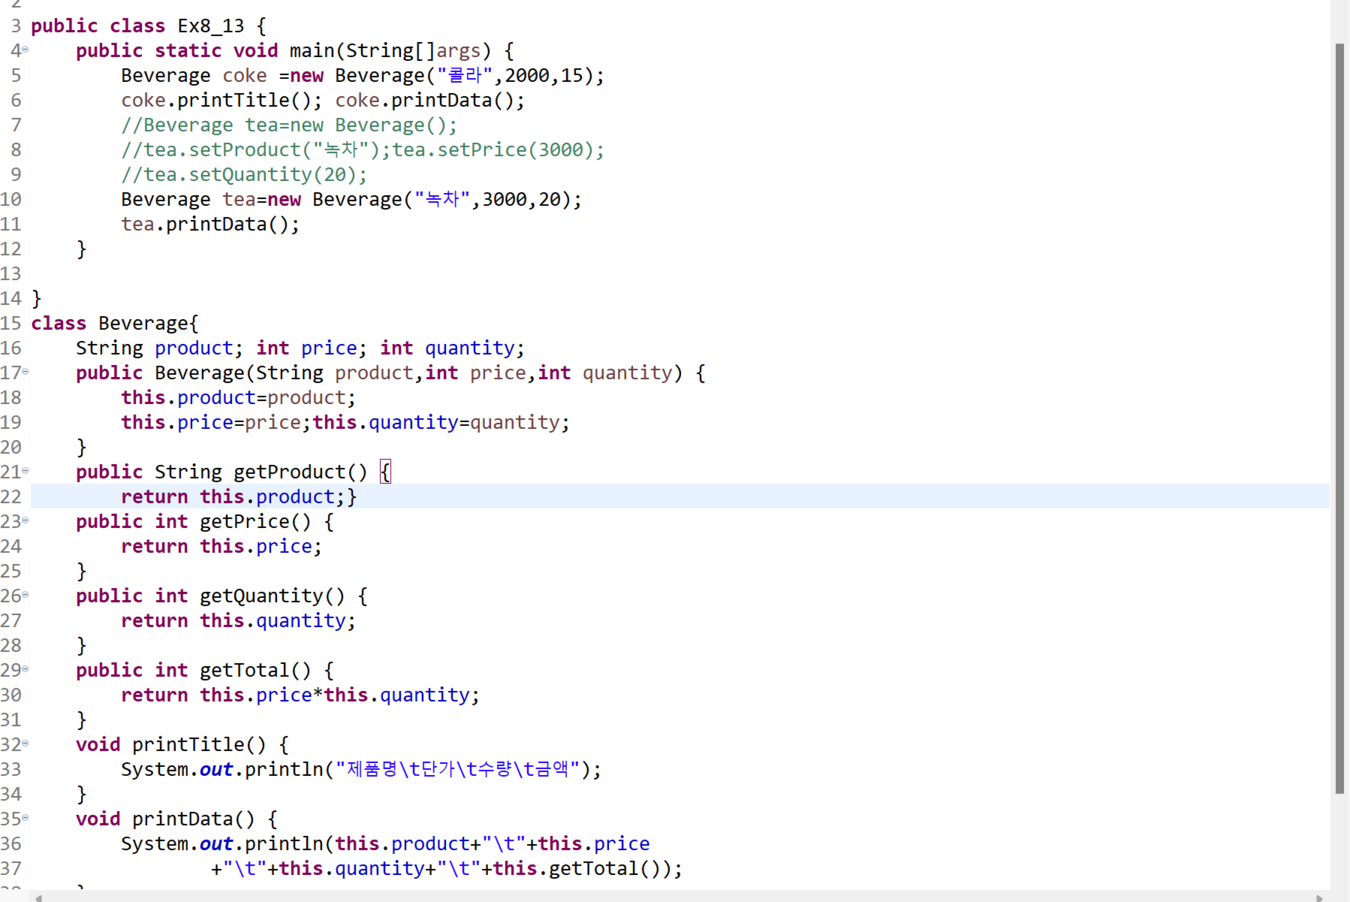 3 public class Ex8_13 {
4     public static void main(String[]args) {
5         Beverage coke =new Beverage("콜라",2000,15);
6         coke.printTitle(); coke.printData();
7         //Beverage tea=new Beverage();
8         //tea.setProduct("녹차");tea.setPrice(3000);
9         //tea.setQuantity(20);
10         Beverage tea=new Beverage("녹차",3000,20);
11         tea.printData();
12     }
13
14 }
15 class Beverage{
16     String product; int price; int quantity;
17     public Beverage(String product,int price,int quantity) {
18         this.product=product;
19         this.price=price;this.quantity=quantity;
20     }
21     public String getProduct() {
22         return this.product;}
23     public int getPrice() {
24         return this.price;
25     }
26     public int getQuantity() {
27         return this.quantity;
28     }
29     public int getTotal() {
30         return this.price*this.quantity;
31     }
32     void printTitle() {
33         System.out.println("제품명\t단가\t수량\t금액");
34     }
35     void printData() {
36         System.out.println(this.product+"\t"+this.price
37                 +"\t"+this.quantity+"\t"+this.getTotal());